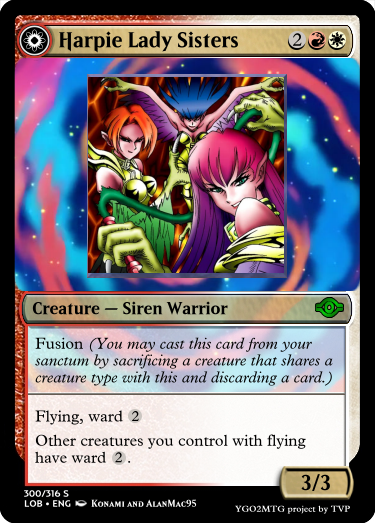 Harpie Lady Sisters 2
Creature — Siren Warrior
Fusion (You may cast this card from your
sanctum by sacrificing a creature that shares a
creature type with this and discarding a card.)
Flying, ward 2
Other creatures you control with flying
have ward 2.
3/3
300/316 S
LOB • ENG Konami and AlanMac95
YGO2MTG project by TVP